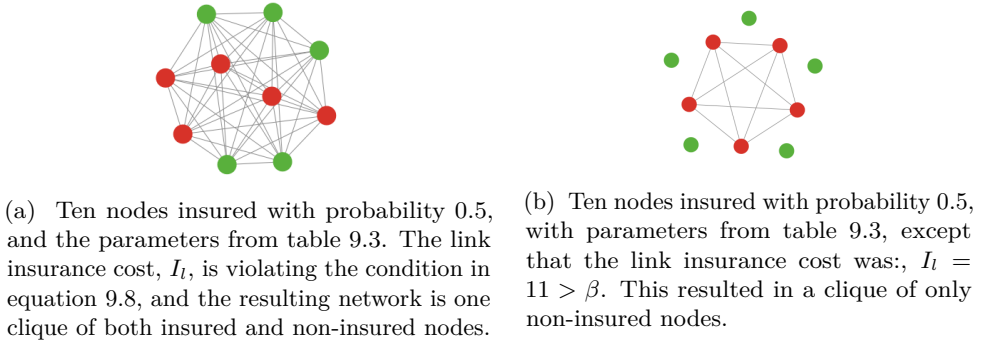 (a) Ten nodes insured with probability 0.5,
and the parameters from table 9.3. The link
insurance cost, I_l, is violating the condition in
equation 9.8, and the resulting network is one
clique of both insured and non-insured nodes.
(b) Ten nodes insured with probability 0.5,
with parameters from table 9.3, except
that the link insurance cost was:, I_l =
11 > β. This resulted in a clique of only
non-insured nodes.